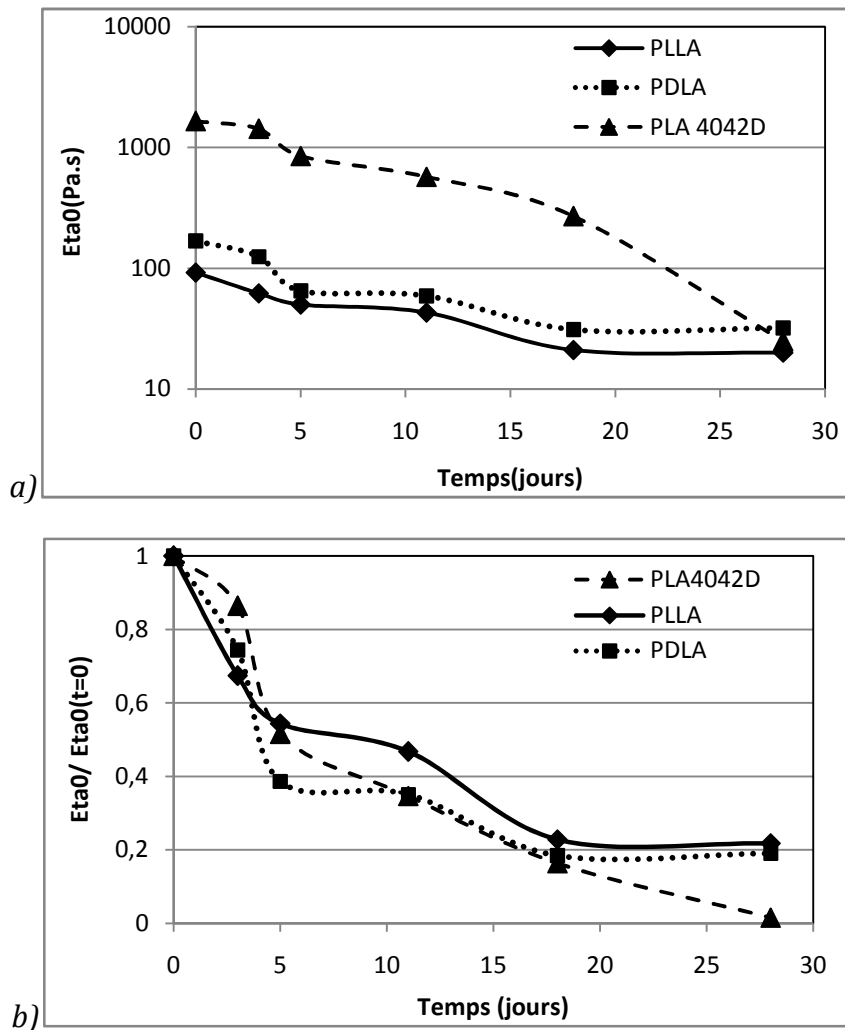 10000
1000
100
10
Eta0(Pa.s)
PLLA
PDLA
PLA 4042D
0 5 10 15 20 25 30
Temps(jours)
a)
1
0,8
0,6
0,4
0,2
0
Eta0/ Eta0(t=0)
PLA4042D
PLLA
PDLA
0 5 10 15 20 25 30
Temps (jours)
b)